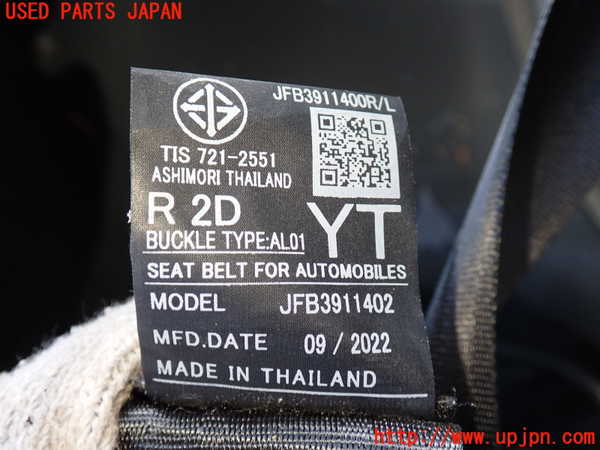 USED PARTS JAPAN
JFB3911400R/L
TIS 721-2551
ASHIMORI THAILAND
R 2D
YT
BUCKLE TYPE:AL01
SEAT BELT FOR AUTOMOBILES
MODEL JFB3911402
MFD.DATE 09/2022
MADE IN THAILAND
http://www.upjpn.com/